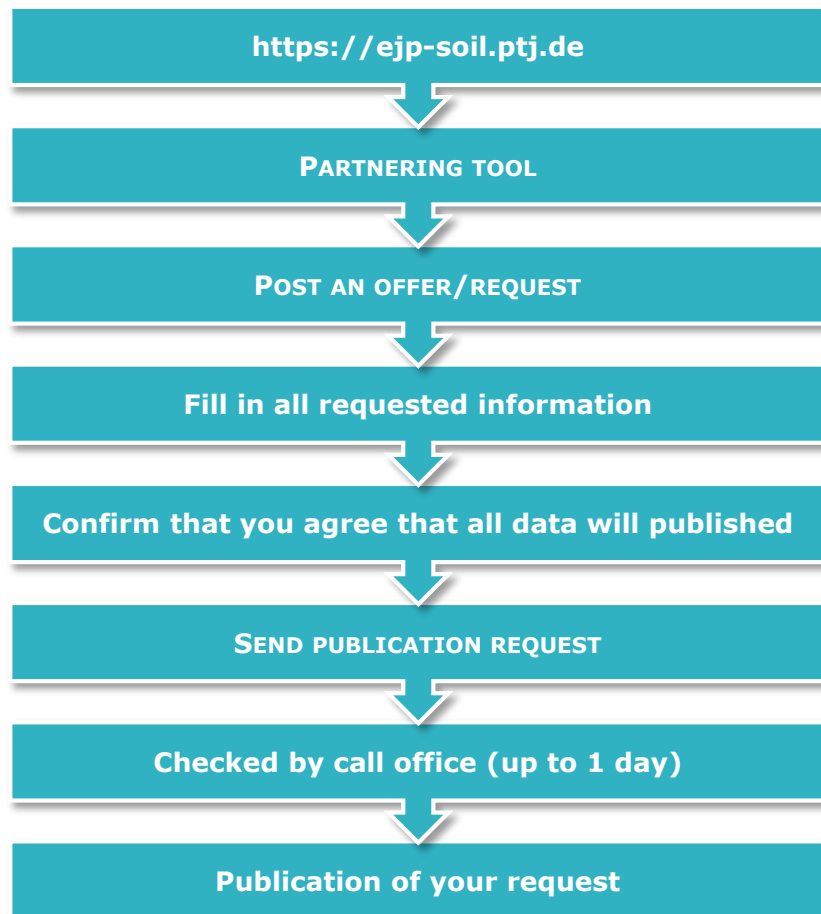 https://ejp-soil.ptj.de
PARTNERING TOOL
POST AN OFFER/REQUEST
Fill in all requested information
Confirm that you agree that all data will published
SEND PUBLICATION REQUEST
Checked by call office (up to 1 day)
Publication of your request